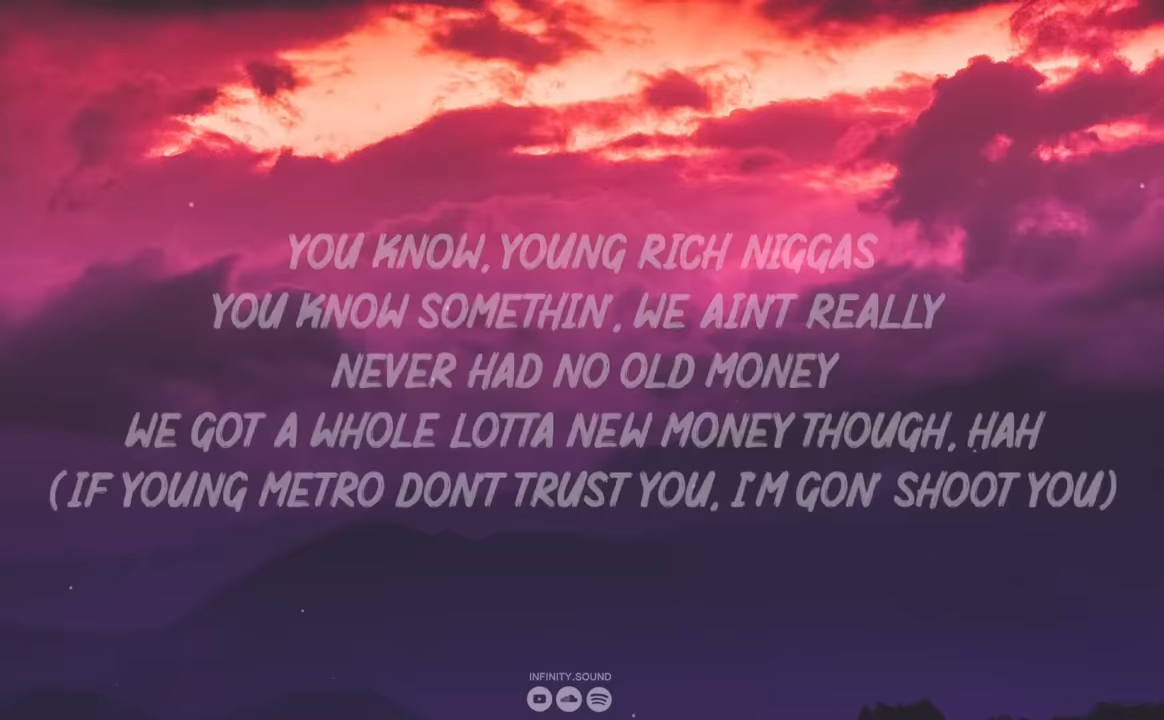 YOU KNOW, YOUNG RICH NIGGAS
YOU KNOW SOMETHIN, WE AINT REALLY
NEVER HAD NO OLD MONEY
WE GOT A WHOLE LOTTA NEW MONEY THOUGH, HAH
(IF YOUNG METRO DON'T TRUST YOU, I'M GON' SHOOT YOU)
INFINITY.SOUND